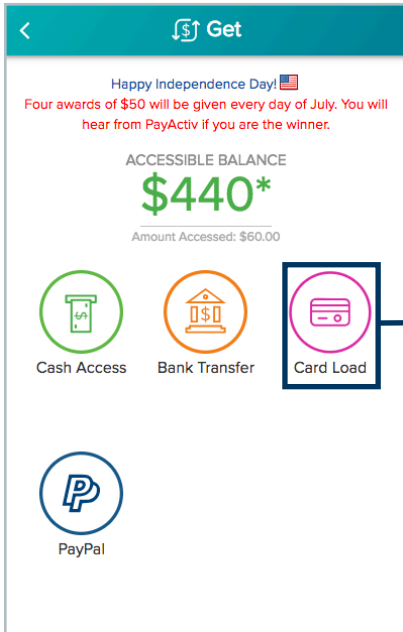 Get
Happy Independence Day!
Four awards of $50 will be given every day of July. You will
hear from PayActiv if you are the winner.
ACCESSIBLE BALANCE
$440*
Amount Accessed: $60.00
Cash Access Bank Transfer Card Load
PayPal